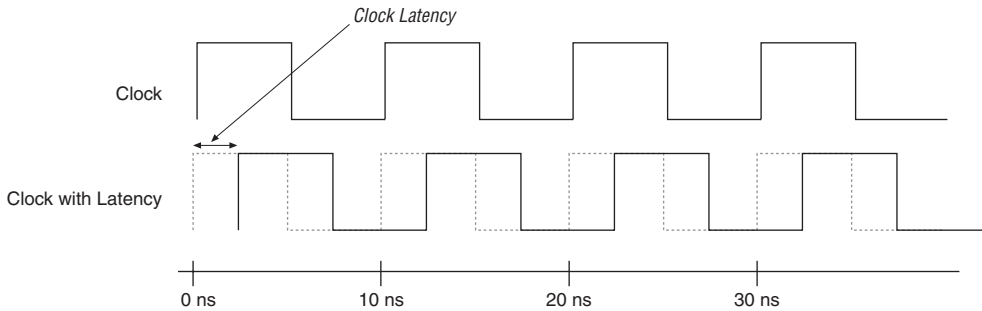 Clock Latency
Clock
Clock with Latency
0 ns
10 ns
20 ns
30 ns